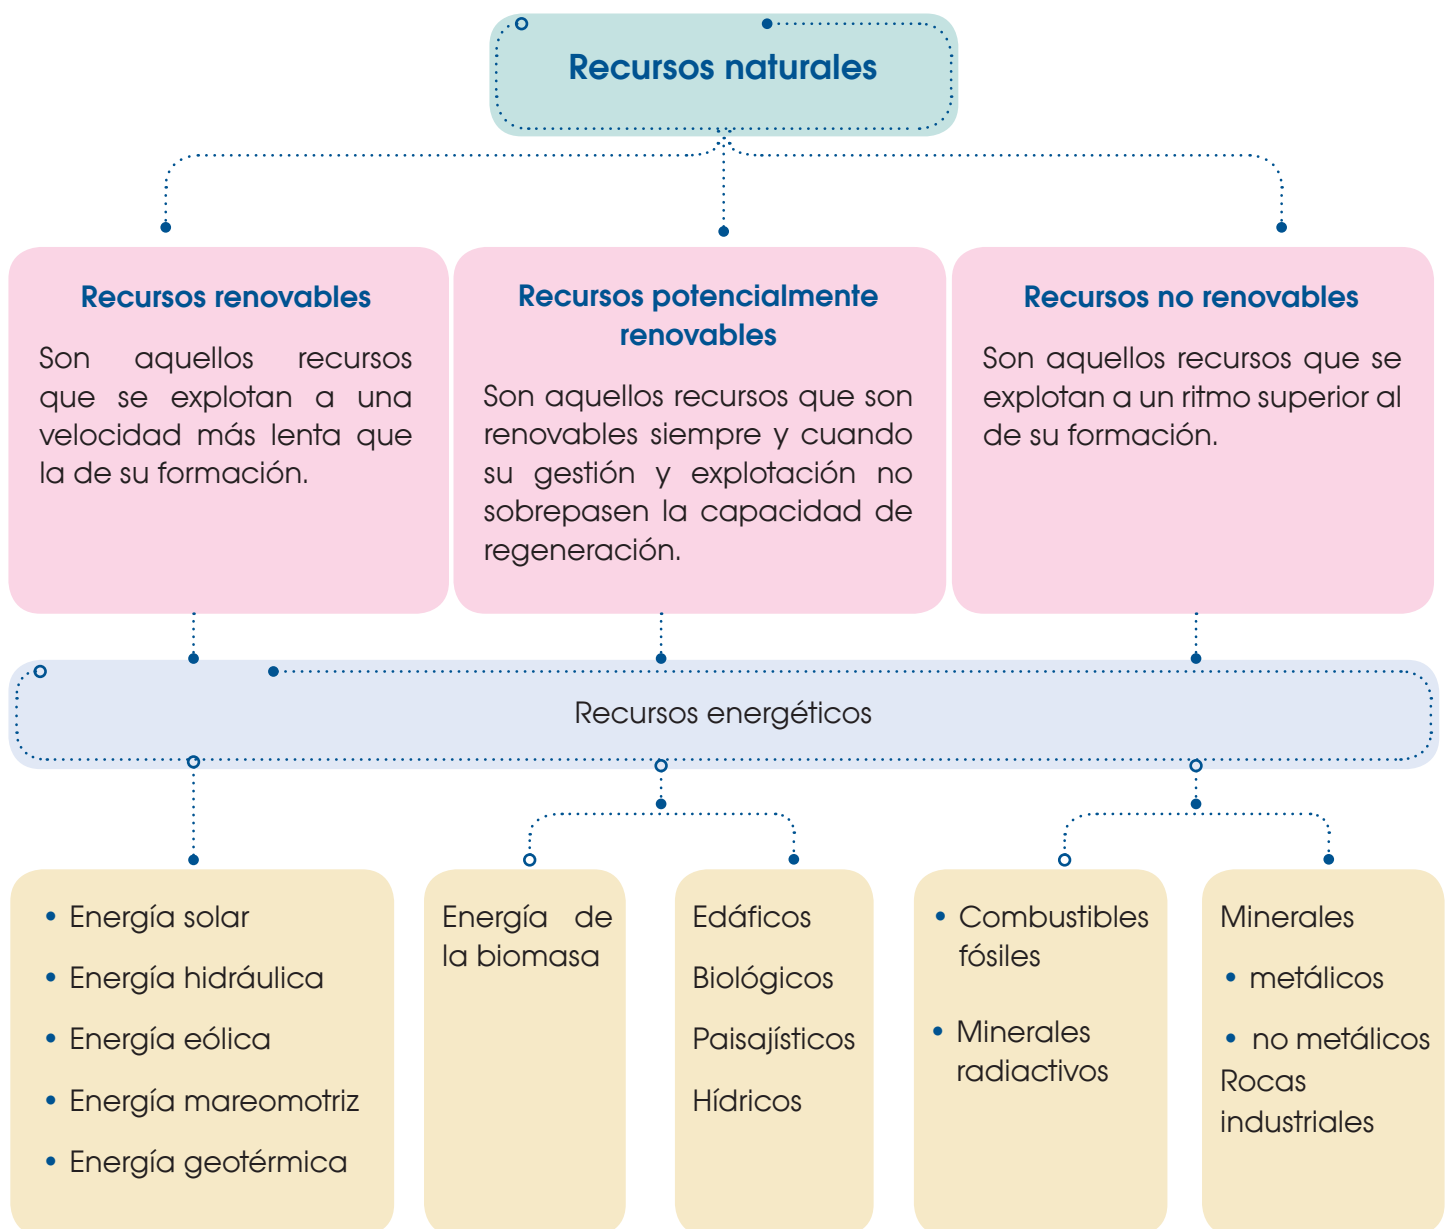 Recursos naturales
Recursos renovables
Son aquellos recursos
que se explotan a una
velocidad más lenta que
la de su formación.
Recursos potencialmente
renovables
Son aquellos recursos que son
renovables siempre y cuando
su gestión y explotación no
sobrepasen la capacidad de
regeneración.
Recursos no renovables
Son aquellos recursos que se
explotan a un ritmo superior al
de su formación.
Recursos energéticos
• Energía solar
• Energía hidráulica
• Energía eólica
• Energía mareomotriz
• Energía geotérmica
Energía de
la biomasa
Edáficos
Biológicos
Paisajísticos
Hídricos
• Combustibles
fósiles
• Minerales
radiactivos
Minerales
• metálicos
• no metálicos
Rocas
industriales